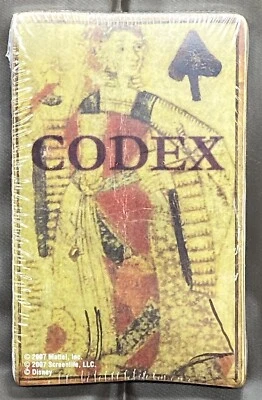 CODEX
© 2007 Mattel, Inc.
© 2007 Screenlife, LLC.
© Disney